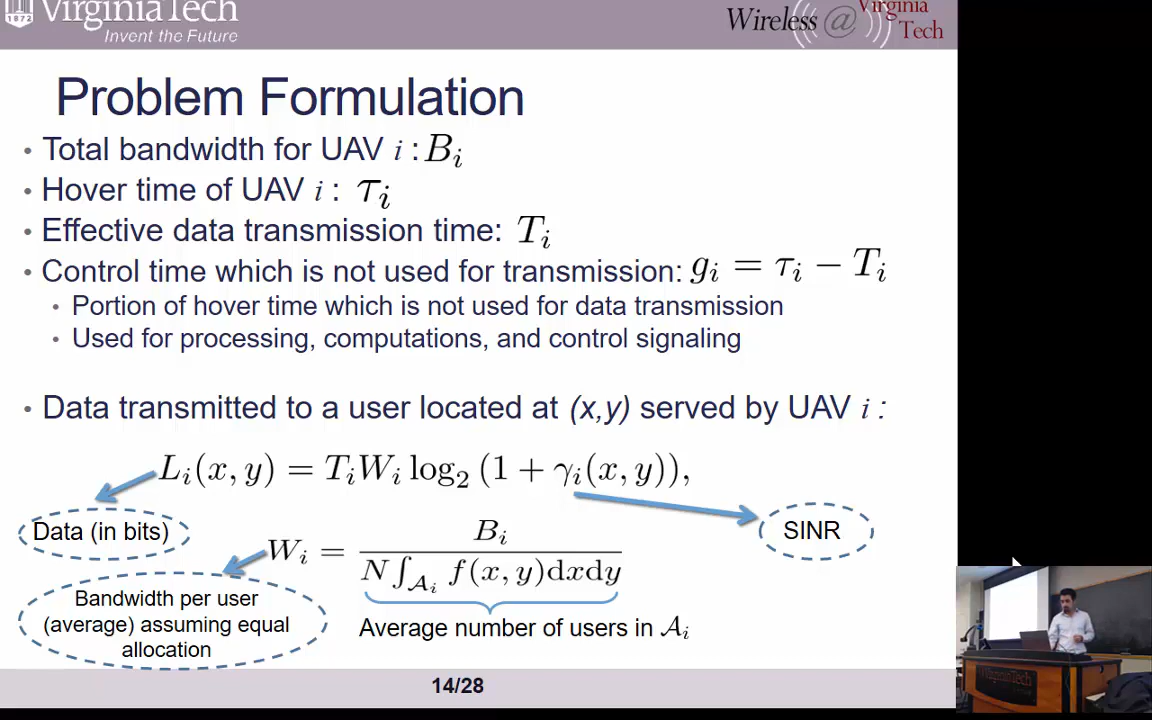 VirginiaTech
1872
Invent the Future
Wireless@
Virginia
Tech
Problem Formulation
• Total bandwidth for UAV i : B_i
• Hover time of UAV i : τ_i
• Effective data transmission time: T_i
• Control time which is not used for transmission: g_i = τ_i − T_i
• Portion of hover time which is not used for data transmission
• Used for processing, computations, and control signaling
• Data transmitted to a user located at (x,y) served by UAV i :
L_i(x, y) = T_i W_i log_2 (1 + γ_i(x, y)),
Data (in bits)
SINR
W_i = B_i / (N ∫_{𝒜_i} f(x, y)dxdy)
Bandwidth per user
(average) assuming equal
allocation
Average number of users in 𝒜_i
14/28
VirginiaTech